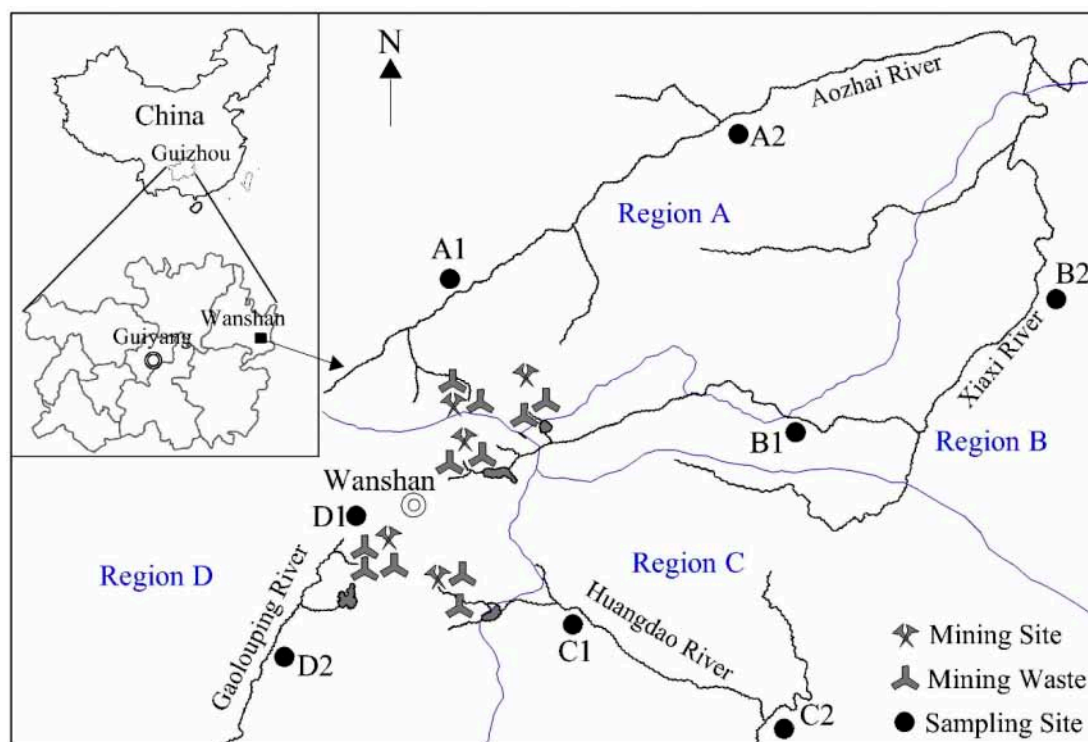 China
Guizhou
Guiyang
Wanshan
N
Aozhai River
A2
Region A
A1
B2
Xiaxi River
B1
Region B
Wanshan
D1
Region D
Gaolouping River
D2
Region C
Huangdao River
C1
C2
Mining Site
Mining Waste
Sampling Site